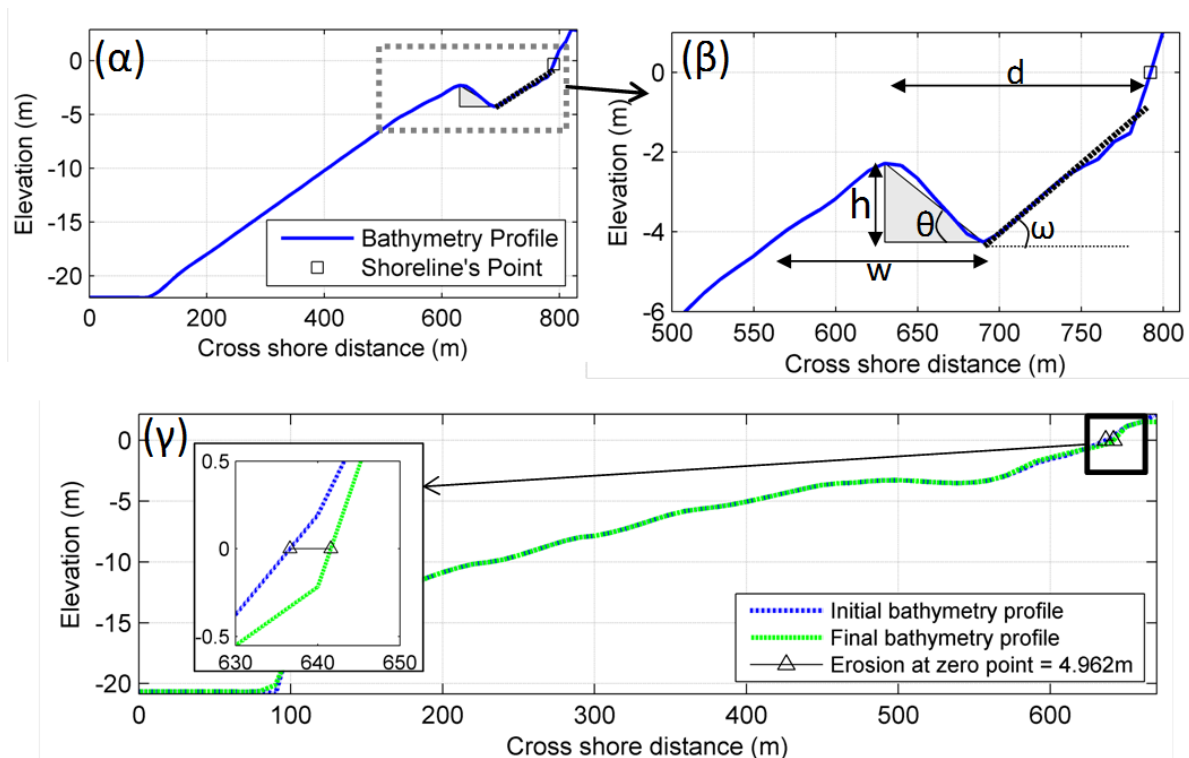 (α)
Elevation (m)
0
-5
-10
-15
-20
0
200
400
600
800
Cross shore distance (m)
Bathymetry Profile
Shoreline's Point
(β)
Elevation (m)
0
-2
-4
-6
500
550
600
650
700
750
800
Cross shore distance (m)
d
h
θ
ω
w
(γ)
Elevation (m)
0
-5
-10
-15
-20
0
100
200
300
400
500
600
Cross shore distance (m)
0.5
0
-0.5
630
640
650
Initial bathymetry profile
Final bathymetry profile
Erosion at zero point = 4.962m